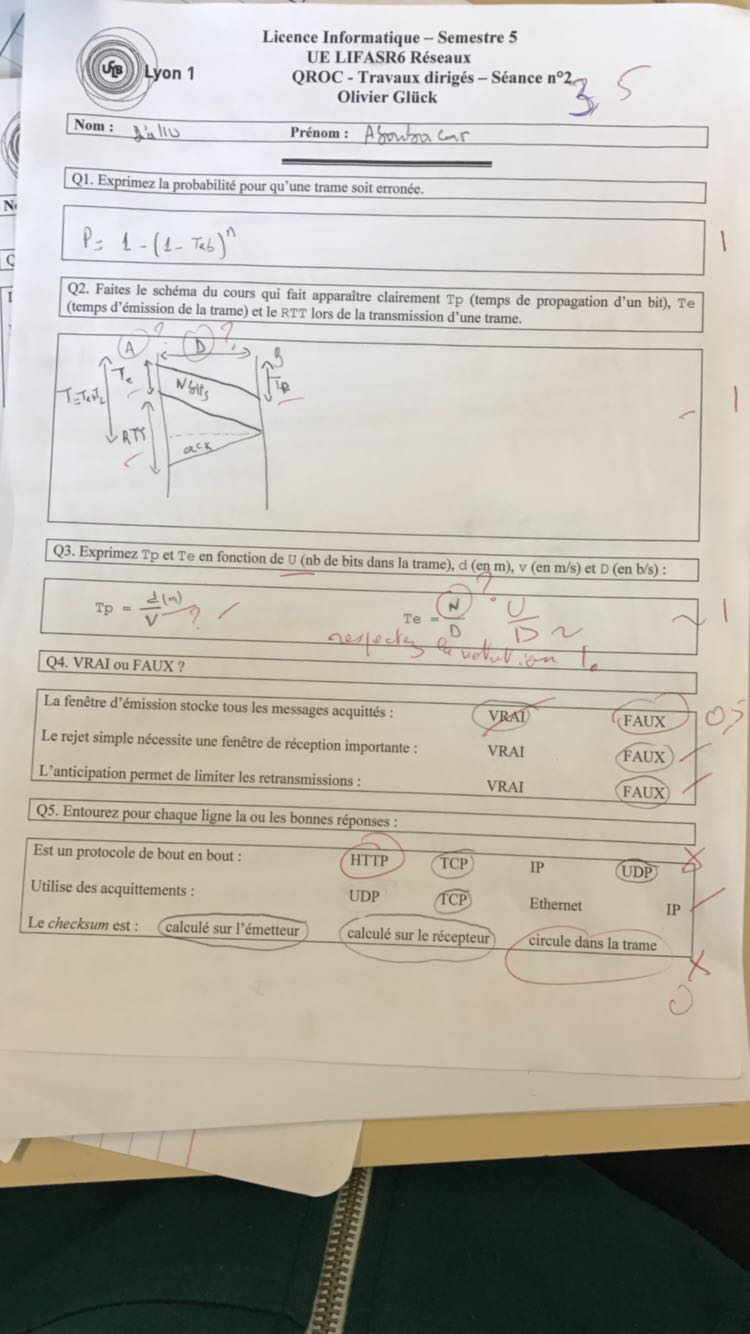 Licence Informatique – Semestre 5
UE LIFASR6 Réseaux
QROC - Travaux dirigés – Séance n°2
Olivier Glück
UCB Lyon 1
3,5
Nom : Diallo Prénom : Aboubacar
Q1. Exprimez la probabilité pour qu'une trame soit erronée.
P = 1 - (1 - Teb)^n
1
Q2. Faites le schéma du cours qui fait apparaître clairement Tp (temps de propagation d'un bit), Te
(temps d'émission de la trame) et le RTT lors de la transmission d'une trame.
A ? D ? B
Te N bits Tp
RTT ack
1
Q3. Exprimez Tp et Te en fonction de U (nb de bits dans la trame), d (en m), v (en m/s) et D (en b/s) :
Tp = d(m)/V ? Te = N/D ? U/D ~ ~ 1
respectez la notation !
Q4. VRAI ou FAUX ?
La fenêtre d'émission stocke tous les messages acquittés : VRAI FAUX 0,5
Le rejet simple nécessite une fenêtre de réception importante : VRAI FAUX
L'anticipation permet de limiter les retransmissions : VRAI FAUX
Q5. Entourez pour chaque ligne la ou les bonnes réponses :
Est un protocole de bout en bout : HTTP TCP IP UDP
Utilise des acquittements : UDP TCP Ethernet IP
Le checksum est : calculé sur l'émetteur calculé sur le récepteur circule dans la trame
0